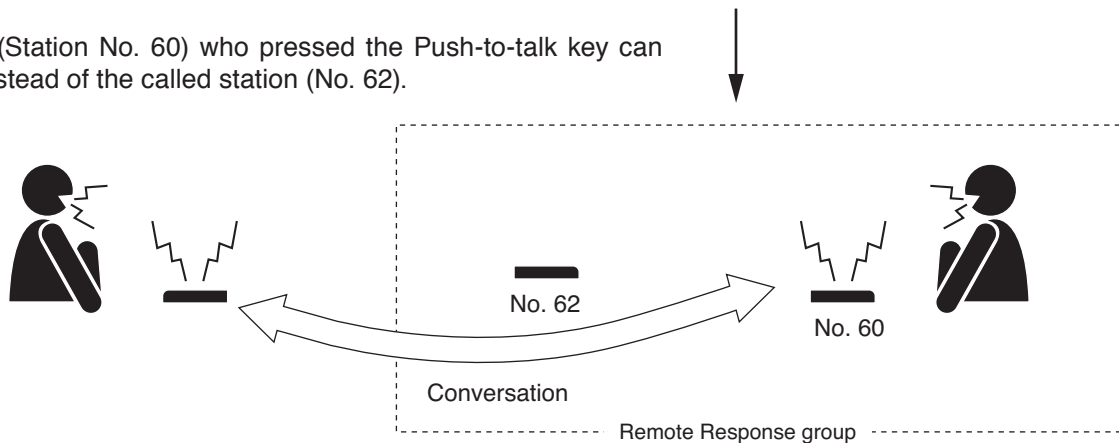 (Station No. 60) who pressed the Push-to-talk key can
stead of the called station (No. 62).
No. 62
No. 60
Conversation
Remote Response group